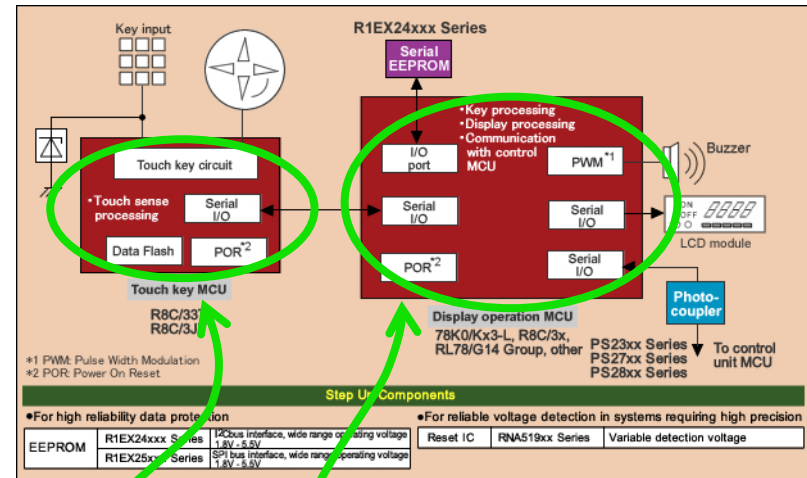 Key input
R1EX24xxx Series
Serial
EEPROM
•Key processing
•Display processing
•Communication
with control
MCU
I/O
port
PWM*1
Buzzer
Touch key circuit
•Touch sense
processing
Serial
I/O
Serial
I/O
Serial
I/O
ON
OFF
8888
LCD module
Data Flash
POR*2
POR*2
Serial
I/O
Touch key MCU
R8C/33T
Display operation MCU
78K0/Kx3-L, R8C/3x,
RL78/G14 Group, other
Photo-
coupler
PS23xx Series
PS27xx Series
PS28xx Series
To control
unit MCU
*1 PWM: Pulse Width Modulation
*2 POR: Power On Reset
Step Up Components
•For high reliability data protection
•For reliable voltage detection in systems requiring high precision
EEPROM
R1EX24xxx Series
I²Cbus interface, wide range operating voltage
1.8V - 5.5V
R1EX25xxx Series
SPI bus interface, wide range operating voltage
1.8V - 5.5V
Reset IC
RNA519xx Series
Variable detection voltage